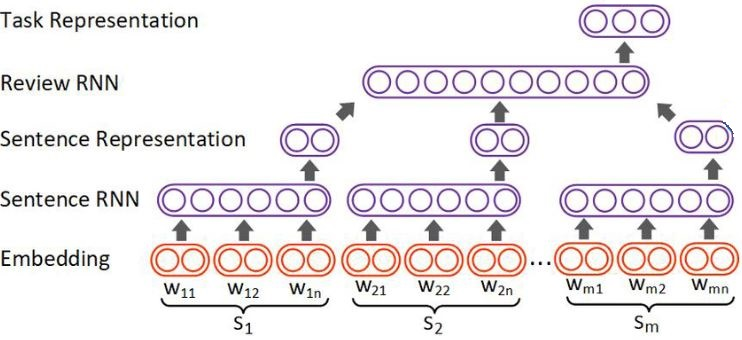 Task Representation
Review RNN
Sentence Representation
Sentence RNN
Embedding
...
w11 w12 w1n w21 w22 w2n wm1 wm2 wmn
S1 S2 Sm